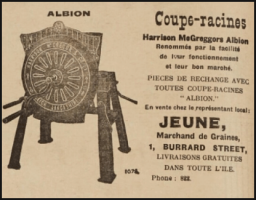 ALBION
Coupe-racines
Harrison McGreggors Albion
Renommés par la facilité
de leur fonctionnement
et leur bon marché.
PIECES DE RECHANGE AVEC
TOUTES COUPE-RACINES
"ALBION."
En vente chez le représentant local:
JEUNE,
Marchand de Graines,
1, BURRARD STREET,
LIVRAISONS GRATUITES
DANS TOUTE L'ILE.
Phone:
1076.